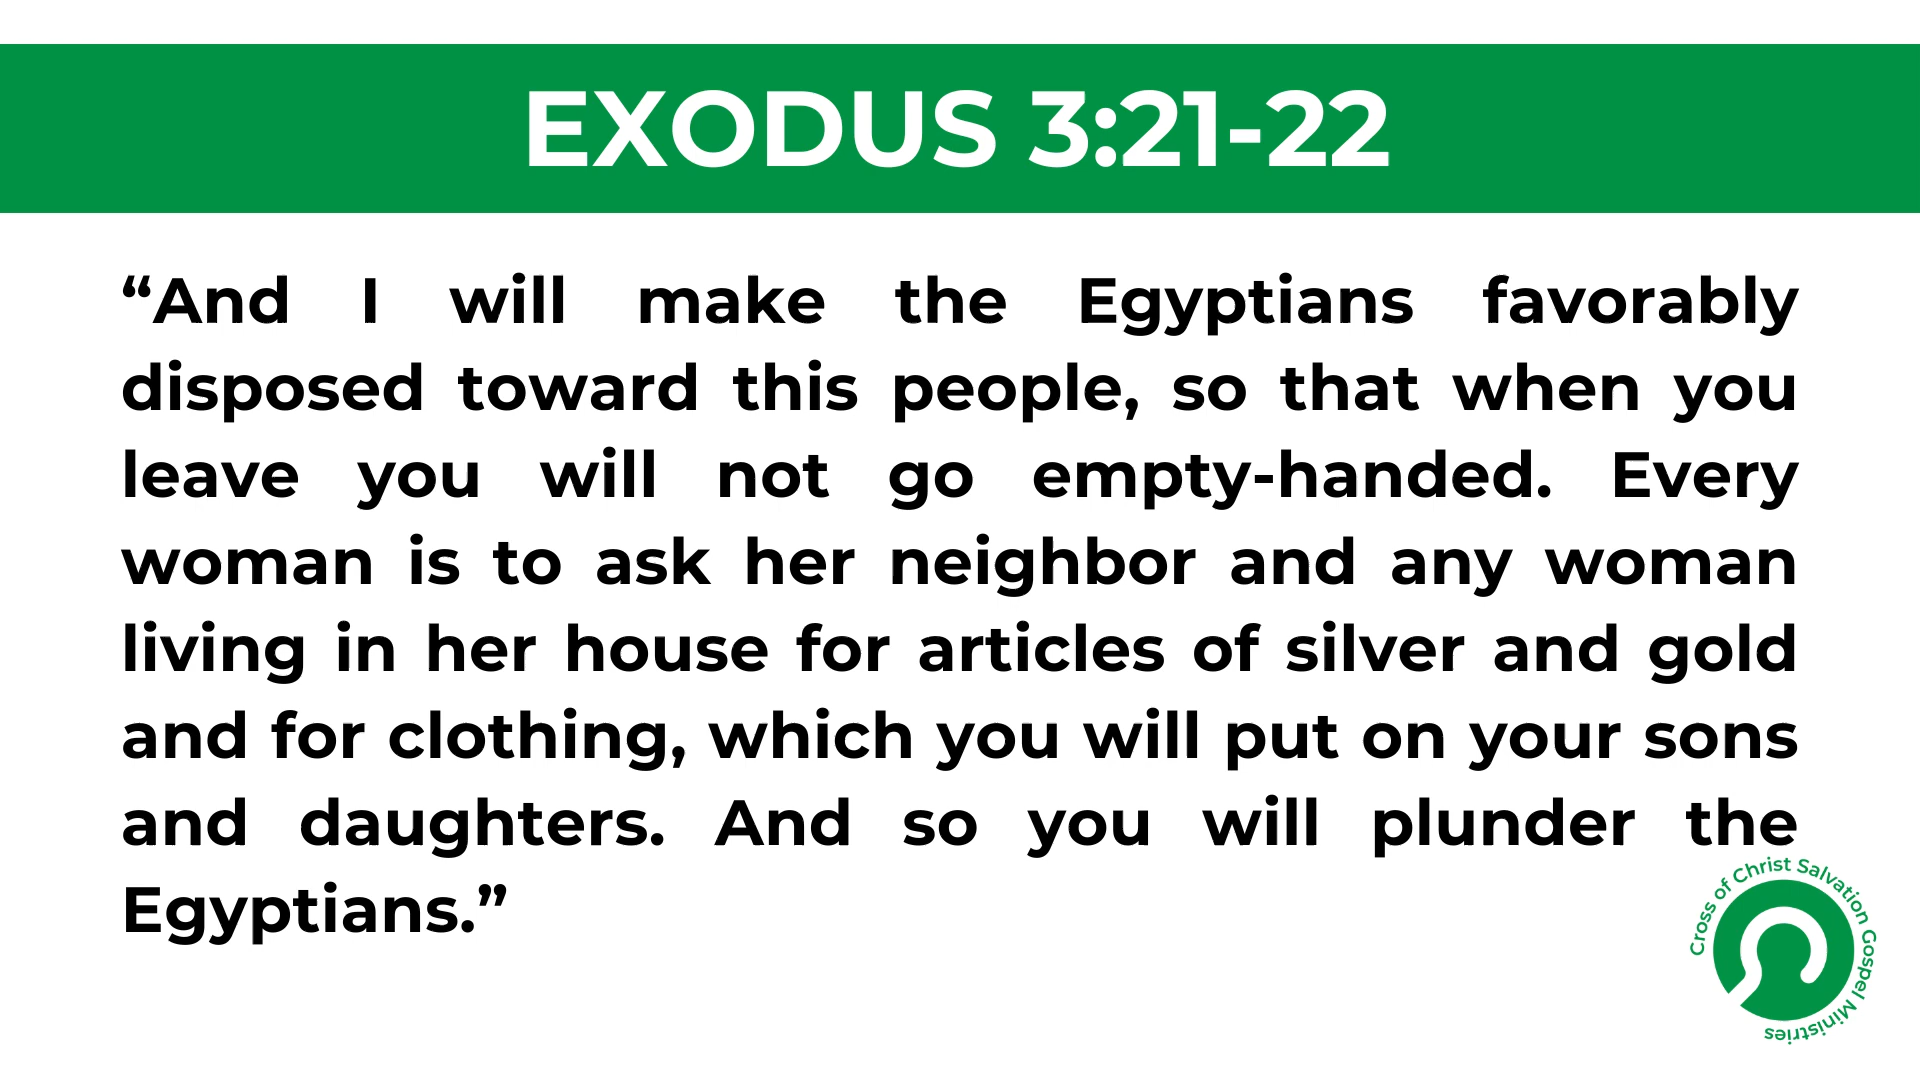 EXODUS 3:21-22
“And I will make the Egyptians favorably
disposed toward this people, so that when you
leave you will not go empty-handed. Every
woman is to ask her neighbor and any woman
living in her house for articles of silver and gold
and for clothing, which you will put on your sons
and daughters. And so you will plunder the
Egyptians.”
Cross of Christ Salvation Gospel Ministries